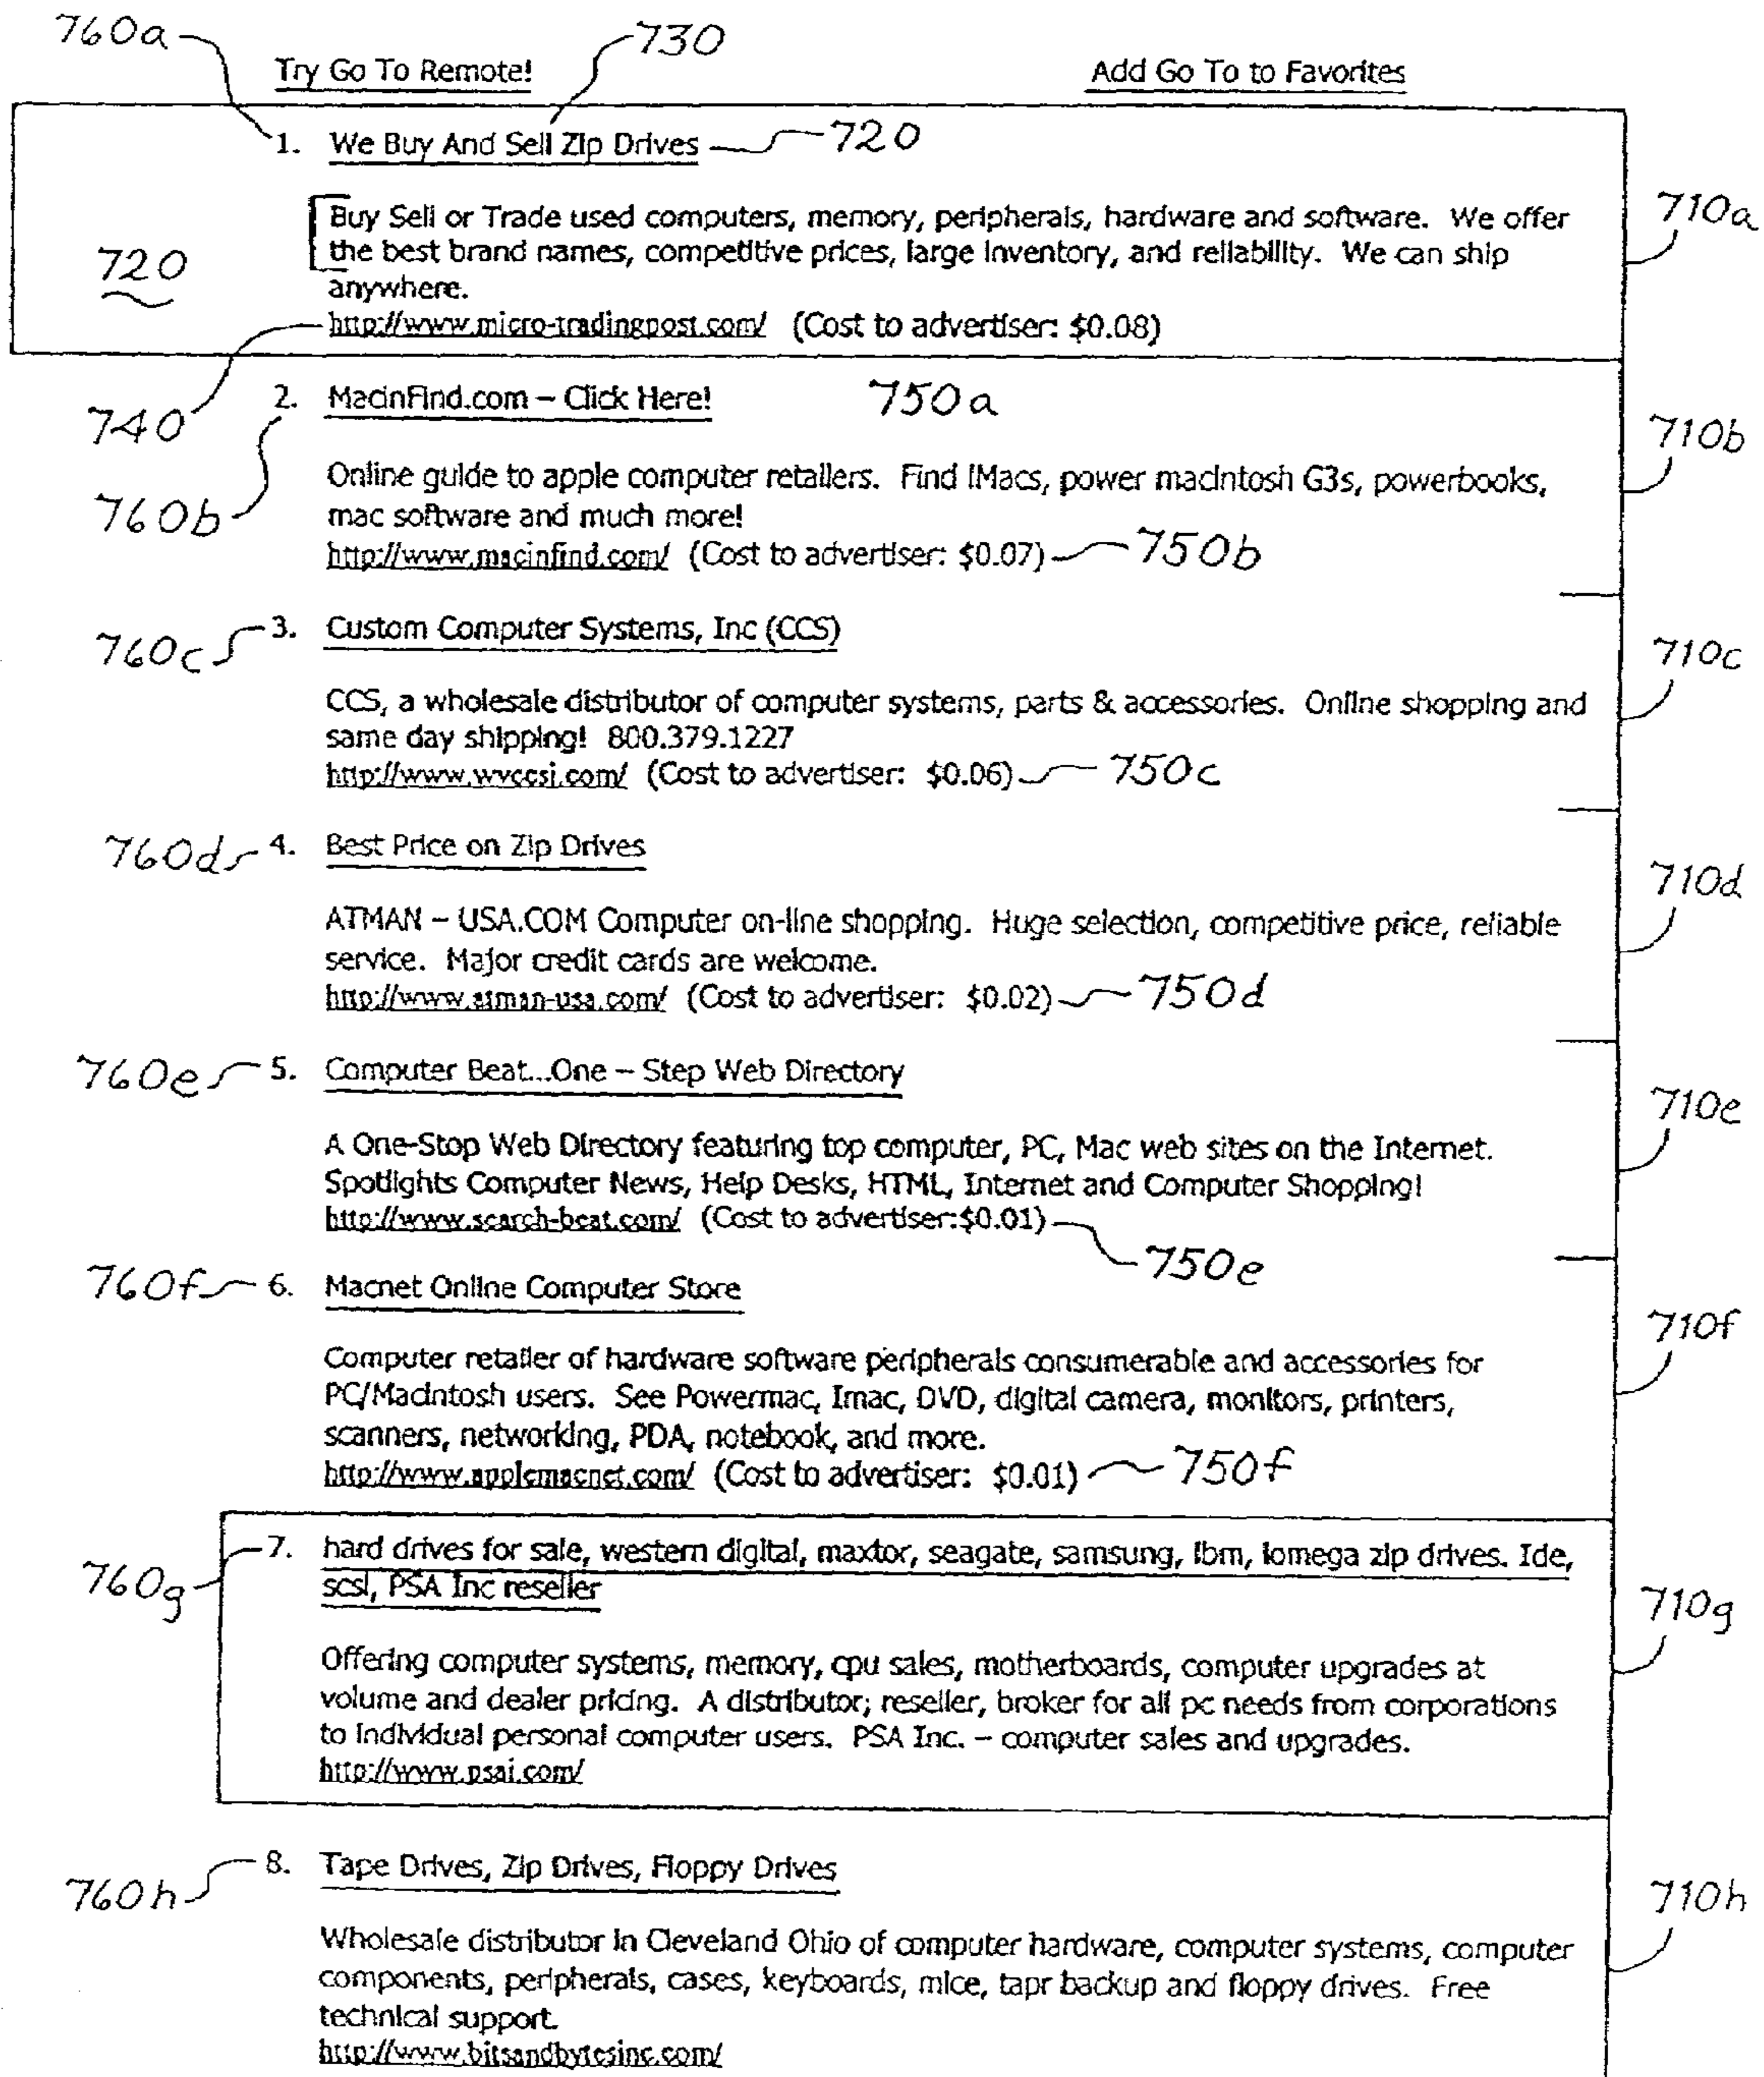 760a 730
Try Go To Remote! Add Go To to Favorites
1. We Buy And Sell Zip Drives 720
Buy Sell or Trade used computers, memory, peripherals, hardware and software. We offer 710a
the best brand names, competitive prices, large inventory, and reliability. We can ship
720
anywhere.
http://www.micro-tradingpost.com/ (Cost to advertiser: $0.08)
2. MacinFind.com – Click Here! 750a
740 710b
Online guide to apple computer retailers. Find iMacs, power macintosh G3s, powerbooks,
760b mac software and much more!
http://www.macinfind.com/ (Cost to advertiser: $0.07) 750b
760c 3. Custom Computer Systems, Inc (CCS) 710c
CCS, a wholesale distributor of computer systems, parts & accessories. Online shopping and
same day shipping! 800.379.1227
http://www.wvccsi.com/ (Cost to advertiser: $0.06) 750c
760d 4. Best Price on Zip Drives 710d
ATMAN – USA.COM Computer on-line shopping. Huge selection, competitive price, reliable
service. Major credit cards are welcome.
http://www.atman-usa.com/ (Cost to advertiser: $0.02) 750d
760e 5. Computer Beat...One – Step Web Directory 710e
A One-Stop Web Directory featuring top computer, PC, Mac web sites on the Internet.
Spotlights Computer News, Help Desks, HTML, Internet and Computer Shopping!
http://www.search-beat.com/ (Cost to advertiser:$0.01) 750e
760f 6. Macnet Online Computer Store 710f
Computer retailer of hardware software peripherals consumerable and accessories for
PC/Macintosh users. See Powermac, Imac, DVD, digital camera, monitors, printers,
scanners, networking, PDA, notebook, and more.
http://www.applemacnet.com/ (Cost to advertiser: $0.01) 750f
7. hard drives for sale, western digital, maxtor, seagate, samsung, ibm, iomega zip drives. Ide,
760g scsi, PSA Inc reseller 710g
Offering computer systems, memory, cpu sales, motherboards, computer upgrades at
volume and dealer pricing. A distributor; reseller, broker for all pc needs from corporations
to individual personal computer users. PSA Inc. – computer sales and upgrades.
http://www.psai.com/
760h 8. Tape Drives, Zip Drives, Floppy Drives 710h
Wholesale distributor in Cleveland Ohio of computer hardware, computer systems, computer
components, peripherals, cases, keyboards, mice, tapr backup and floppy drives. Free
technical support.
http://www.bitsandbytesinc.com/